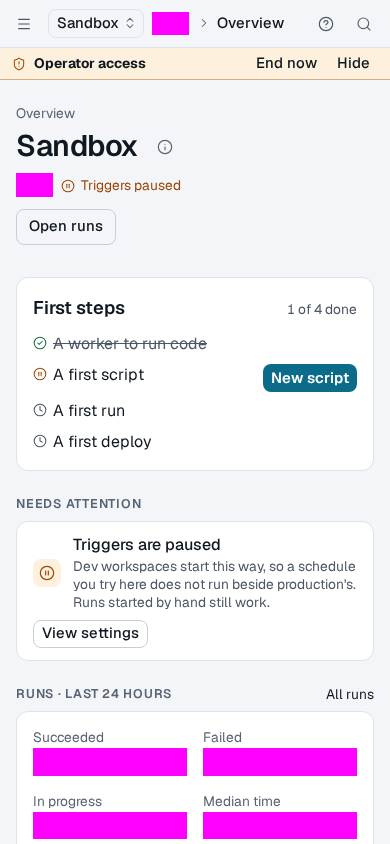 Sandbox
Overview
Operator access
End now
Hide
Overview
Sandbox
Triggers paused
Open runs
First steps
1 of 4 done
A worker to run code
A first script
New script
A first run
A first deploy
NEEDS ATTENTION
Triggers are paused
Dev workspaces start this way, so a schedule
you try here does not run beside production's.
Runs started by hand still work.
View settings
RUNS · LAST 24 HOURS
All runs
Succeeded
Failed
In progress
Median time